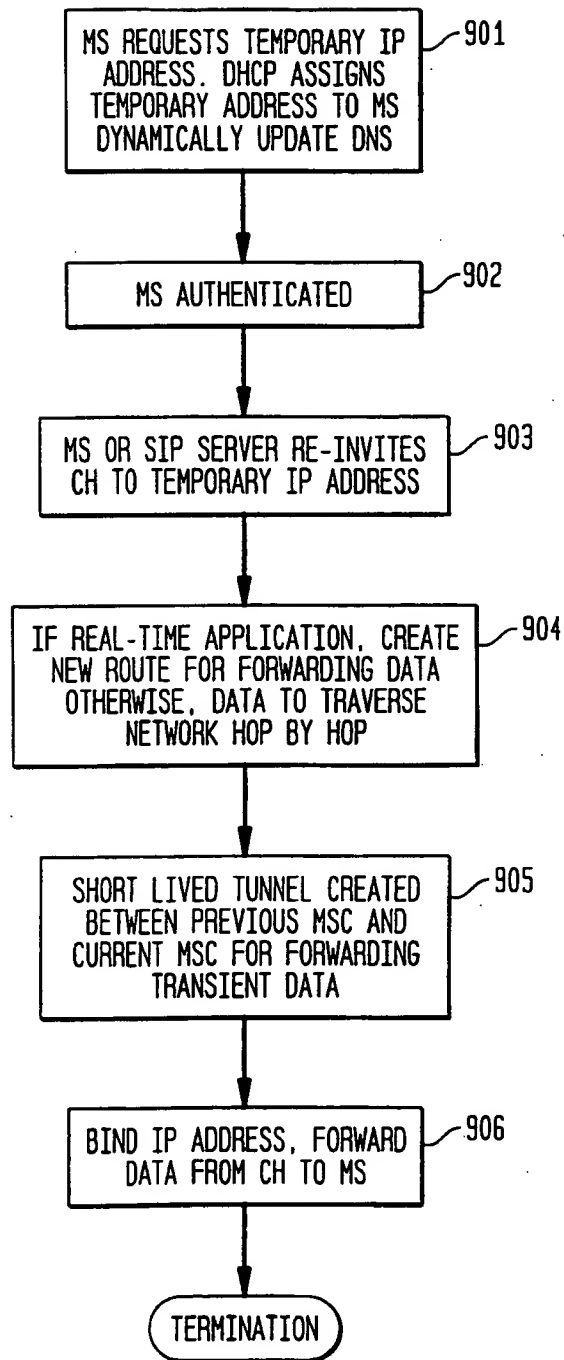 MS REQUESTS TEMPORARY IP
ADDRESS. DHCP ASSIGNS
TEMPORARY ADDRESS TO MS
DYNAMICALLY UPDATE DNS
901
MS AUTHENTICATED
902
MS OR SIP SERVER RE-INVITES
CH TO TEMPORARY IP ADDRESS
903
IF REAL-TIME APPLICATION, CREATE
NEW ROUTE FOR FORWARDING DATA
OTHERWISE, DATA TO TRAVERSE
NETWORK HOP BY HOP
904
SHORT LIVED TUNNEL CREATED
BETWEEN PREVIOUS MSC AND
CURRENT MSC FOR FORWARDING
TRANSIENT DATA
905
BIND IP ADDRESS, FORWARD
DATA FROM CH TO MS
906
TERMINATION